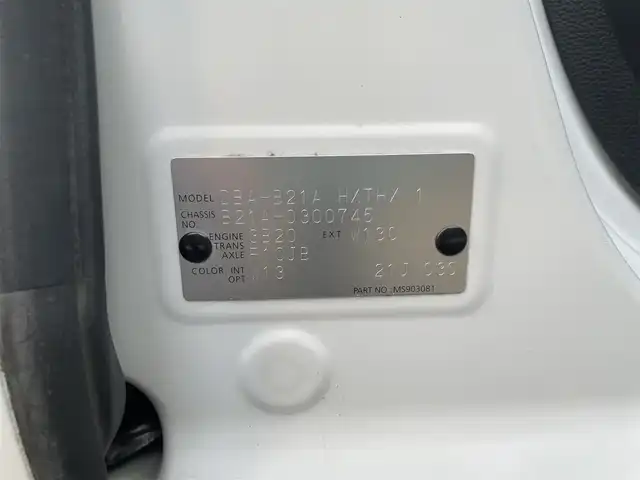 MODEL DBA-B21A H/TH/ 1
CHASSIS NO. B21A-0300745
ENGINE 3B20 EXT W13C
TRANS AXLE
COLOR INT 13
OPT 21J 030
PART NO.:MS903081